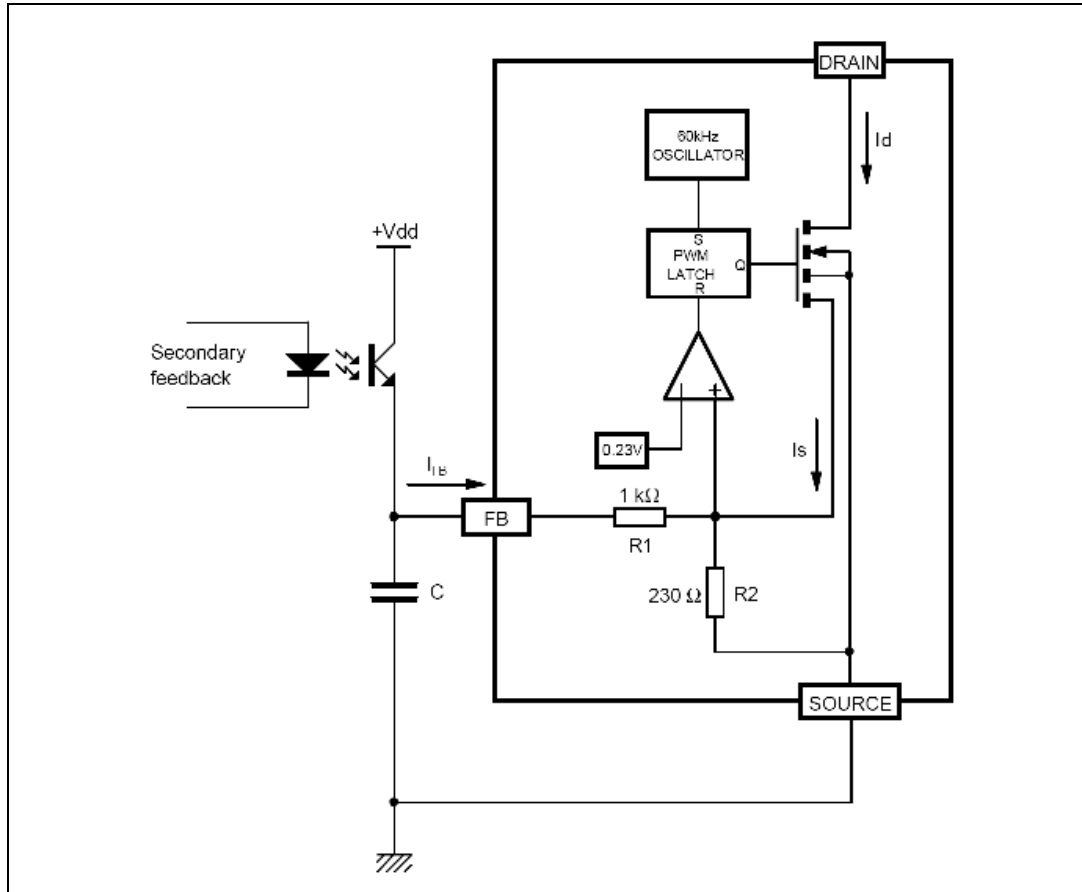 DRAIN
60kHz
OSCILLATOR
Id
+Vdd
S
PWM
LATCH
Q
R
Secondary
feedback
+
0.23V
Is
IFB
1 kΩ
FB
R1
C
230 Ω
R2
SOURCE